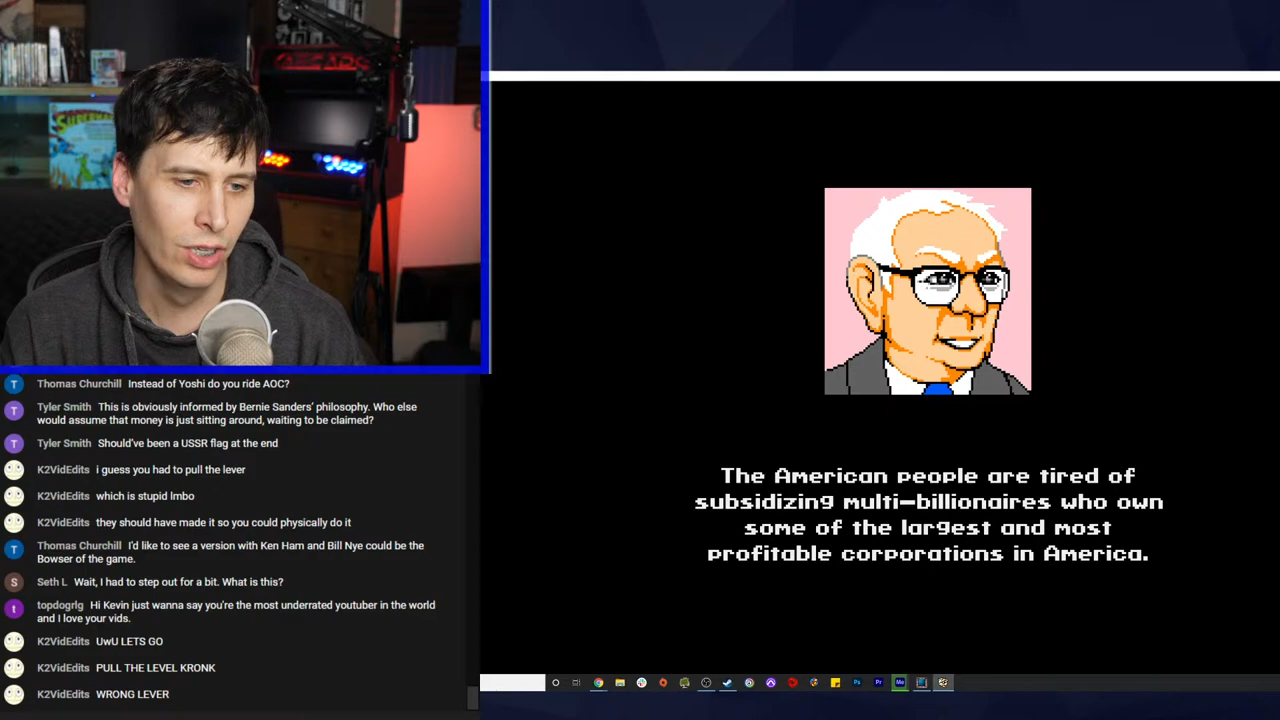 SUPERMAN
T Thomas Churchill Instead of Yoshi do you ride AOC?
T Tyler Smith This is obviously informed by Bernie Sanders' philosophy. Who else
would assume that money is just sitting around, waiting to be claimed?
T Tyler Smith Should've been a USSR flag at the end
K2VidEdits i guess you had to pull the lever
K2VidEdits which is stupid lmbo
K2VidEdits they should have made it so you could physically do it
T Thomas Churchill I'd like to see a version with Ken Ham and Bill Nye could be the
Bowser of the game.
S Seth L Wait, I had to step out for a bit. What is this?
t topdogrlg Hi Kevin just wanna say you're the most underrated youtuber in the world
and I love your vids.
K2VidEdits UwU LETS GO
K2VidEdits PULL THE LEVEL KRONK
K2VidEdits WRONG LEVER
The American people are tired of
subsidizing multi-billionaires who own
some of the largest and most
profitable corporations in America.
Ps Pr Me